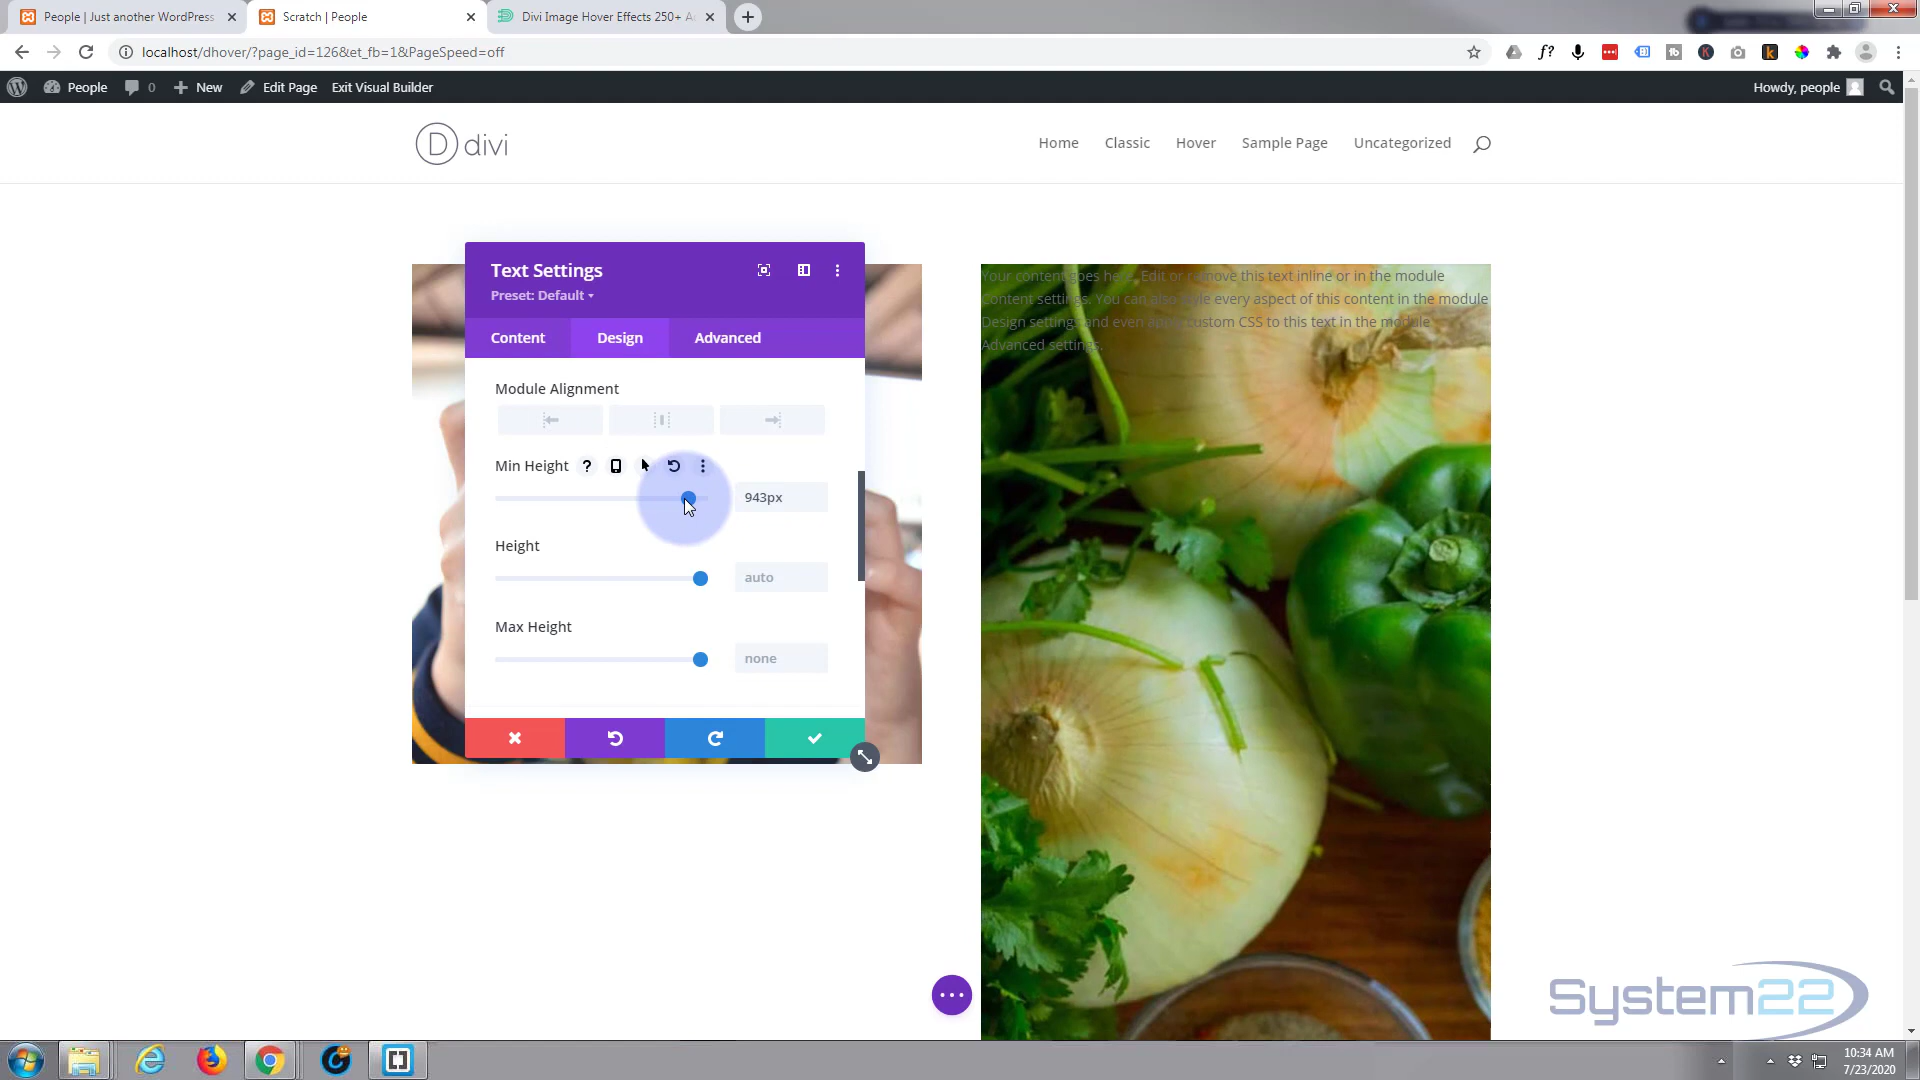 People | Just another WordPress
Scratch | People
Divi Image Hover Effects 250+ A
localhost/dhover/?page_id=126&et_fb=1&PageSpeed=off
People
0
New
Edit Page
Exit Visual Builder
Howdy, people
D divi
Home
Classic
Hover
Sample Page
Uncategorized
Text Settings
Preset: Default
Content
Design
Advanced
Module Alignment
Min Height
943px
Height
auto
Max Height
none
Your content goes here. Edit or remove this text inline or in the module
Content settings. You can also style every aspect of this content in the module
Design settings and even apply custom CSS to this text in the module
Advanced settings.
System22
10:34 AM
7/23/2020